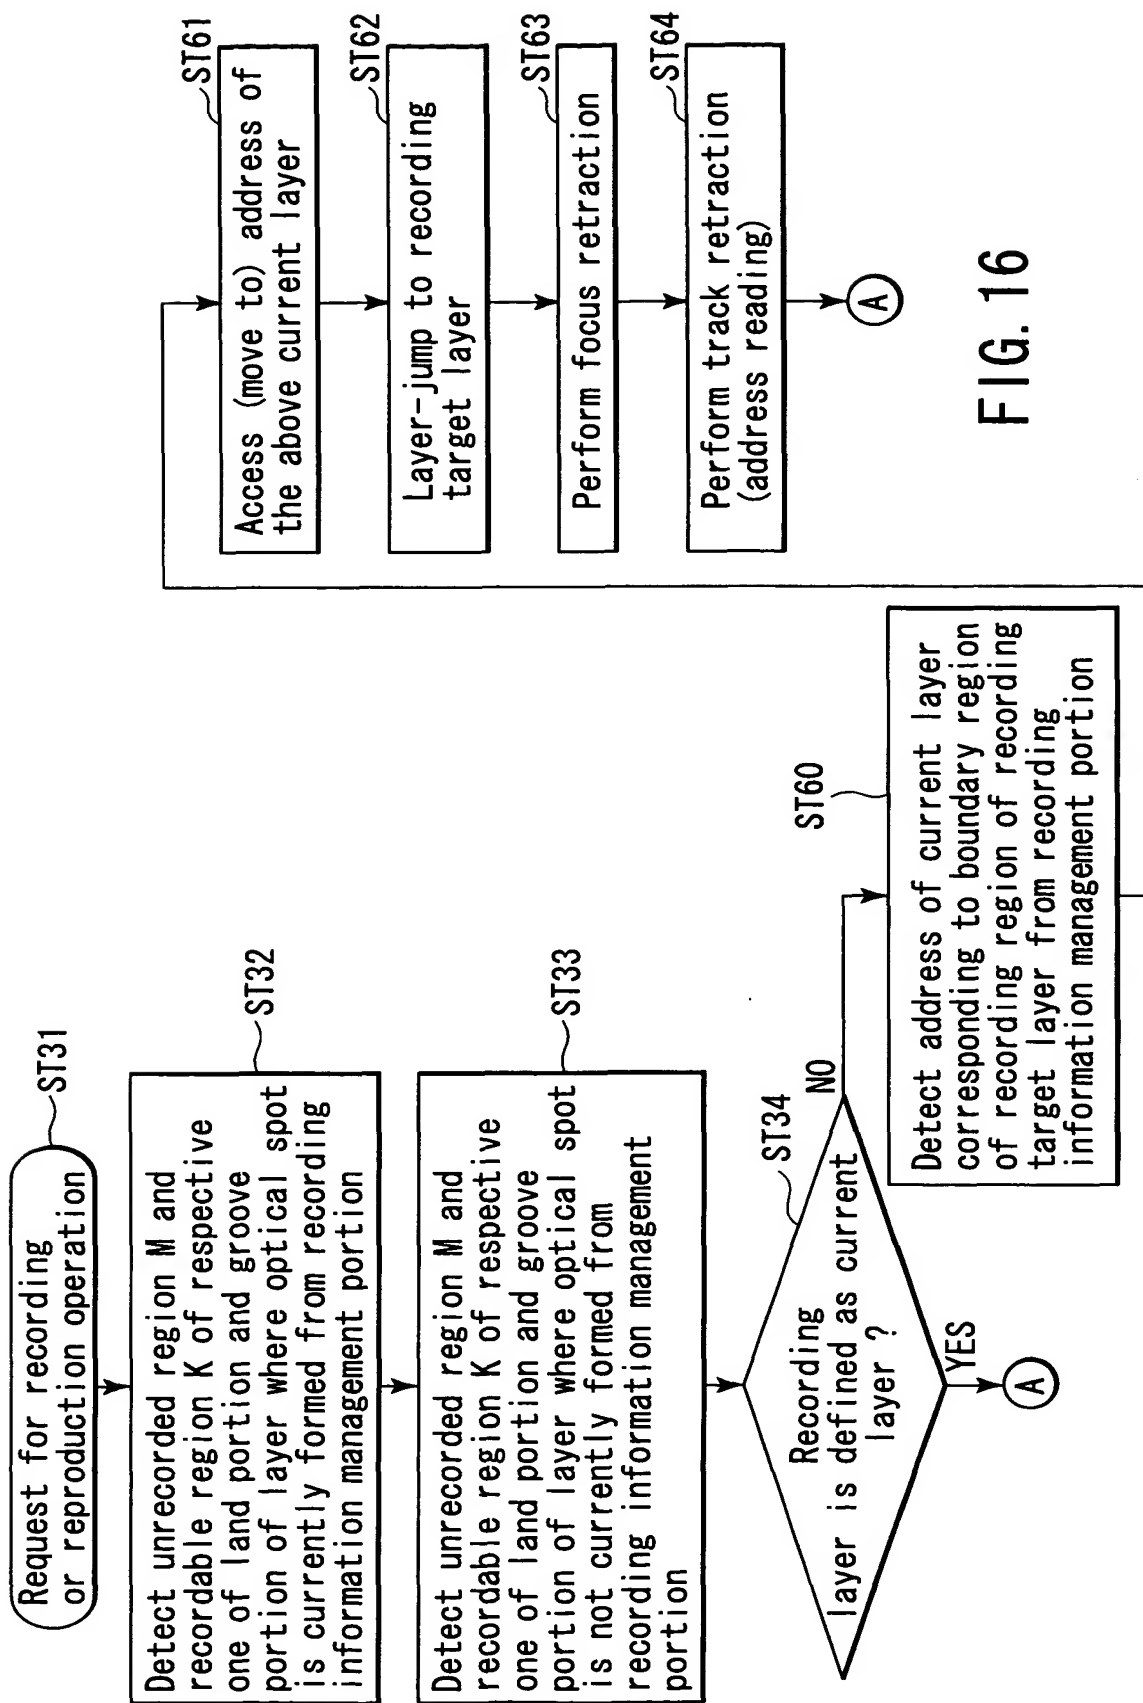 Request for recording
or reproduction operation
ST31
Detect unrecorded region M and
recordable region K of respective
one of land portion and groove
portion of layer where optical spot
is currently formed from recording
information management portion
ST32
Detect unrecorded region M and
recordable region K of respective
one of land portion and groove
portion of layer where optical spot
is not currently formed from
recording information management
portion
ST33
Recording
layer is defined as current
layer ?
ST34
NO
YES
A
Detect address of current layer
corresponding to boundary region
of recording region of recording
target layer from recording
information management portion
ST60
Access (move to) address of
the above current layer
ST61
Layer-jump to recording
target layer
ST62
Perform focus retraction
ST63
Perform track retraction
(address reading)
ST64
A
FIG. 16